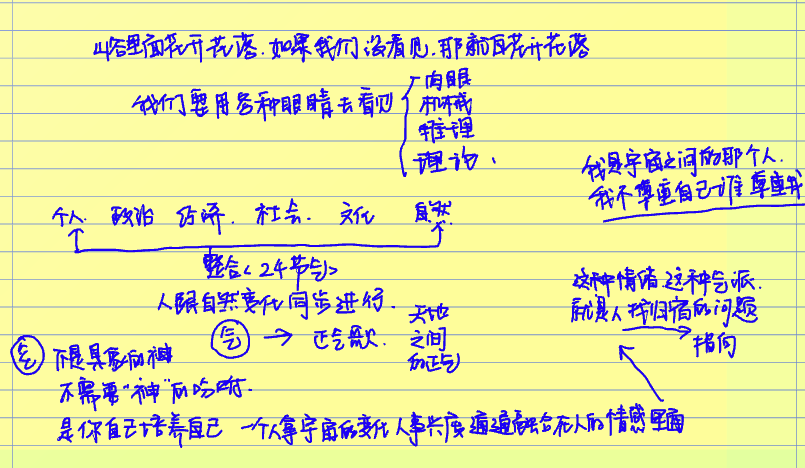 山谷里面花开花落.如果我们没看见.那就自花开花落
我们要用各种眼睛去看见
肉眼
机械
推理
理论、
我是宇宙之间的那个人.
我不尊重自己谁尊重我
个人. 政治 经济. 社会. 文化 自然
整合<24节气>
人跟自然变化同步进行.
气 → 正气歌. 天地
之间
的正气
这种情绪 这种气派.
就是人找归宿的问题
指向
气 不是具象的神
不需要"神"的吩咐.
是你自己培养自己 一个人拿宇宙的变化人事兴废通通融合在人的情感里面